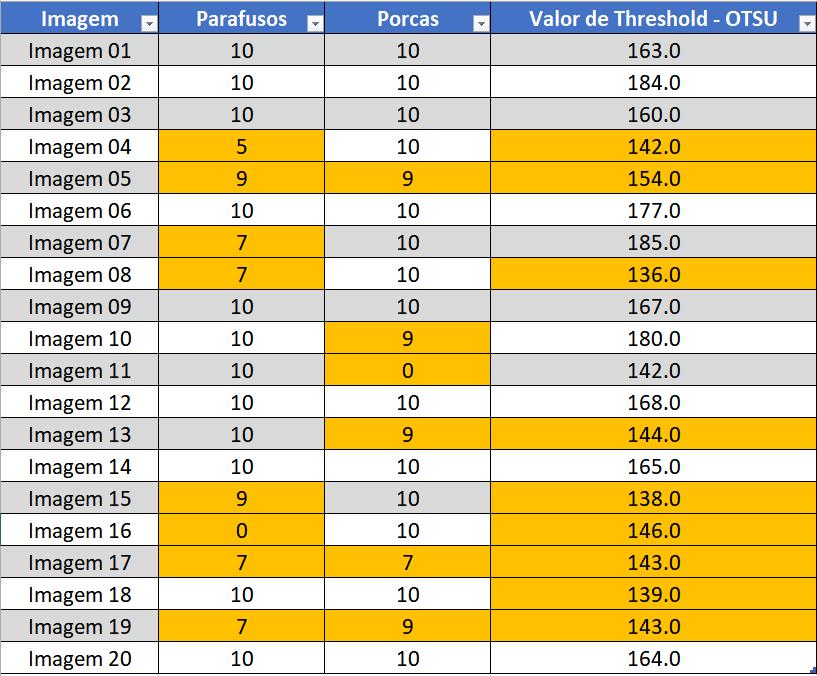 Imagem Parafusos Porcas Valor de Threshold - OTSU
Imagem 01 10 10 163.0
Imagem 02 10 10 184.0
Imagem 03 10 10 160.0
Imagem 04 5 10 142.0
Imagem 05 9 9 154.0
Imagem 06 10 10 177.0
Imagem 07 7 10 185.0
Imagem 08 7 10 136.0
Imagem 09 10 10 167.0
Imagem 10 10 9 180.0
Imagem 11 10 0 142.0
Imagem 12 10 10 168.0
Imagem 13 10 9 144.0
Imagem 14 10 10 165.0
Imagem 15 9 10 138.0
Imagem 16 0 10 146.0
Imagem 17 7 7 143.0
Imagem 18 10 10 139.0
Imagem 19 7 9 143.0
Imagem 20 10 10 164.0